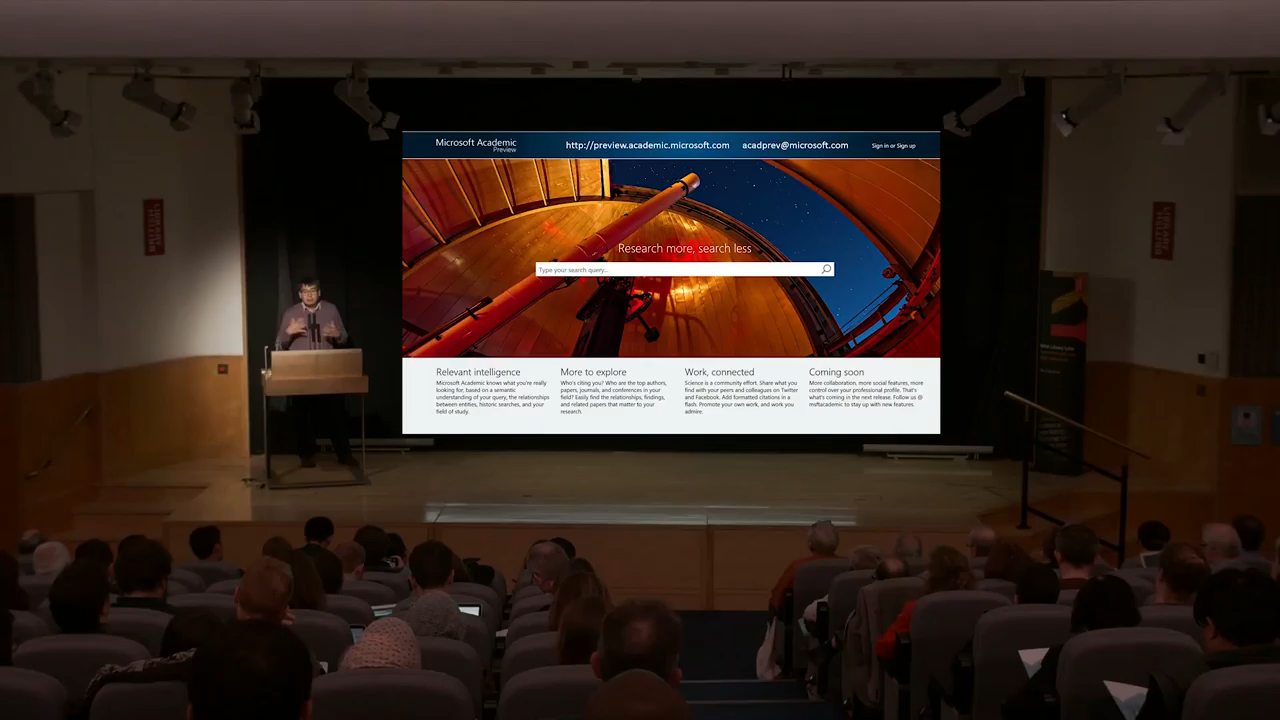 Microsoft Academic
Preview
http://preview.academic.microsoft.com
acadprev@microsoft.com
Sign in or Sign up
Research more, search less
Type your search query...
Relevant intelligence
Microsoft Academic knows what you're really
looking for, based on a semantic
understanding of your query, the relationships
between entities, historic searches, and your
field of study.
More to explore
Who's citing you? Who are the top authors,
papers, journals, and conferences in your
field? Easily find the relationships, findings,
and related papers that matter to your
research.
Work, connected
Science is a community effort. Share what you
find with your peers and colleagues on Twitter
and Facebook. Add formatted citations in a
flash. Promote your own work, and work you
admire.
Coming soon
More collaboration, more social features, more
control over your professional profile. That's
what's coming in the next release. Follow us @
msftacademic to stay up with new features.
LIBRARY
BRITISH
LIBRARY
BRITISH